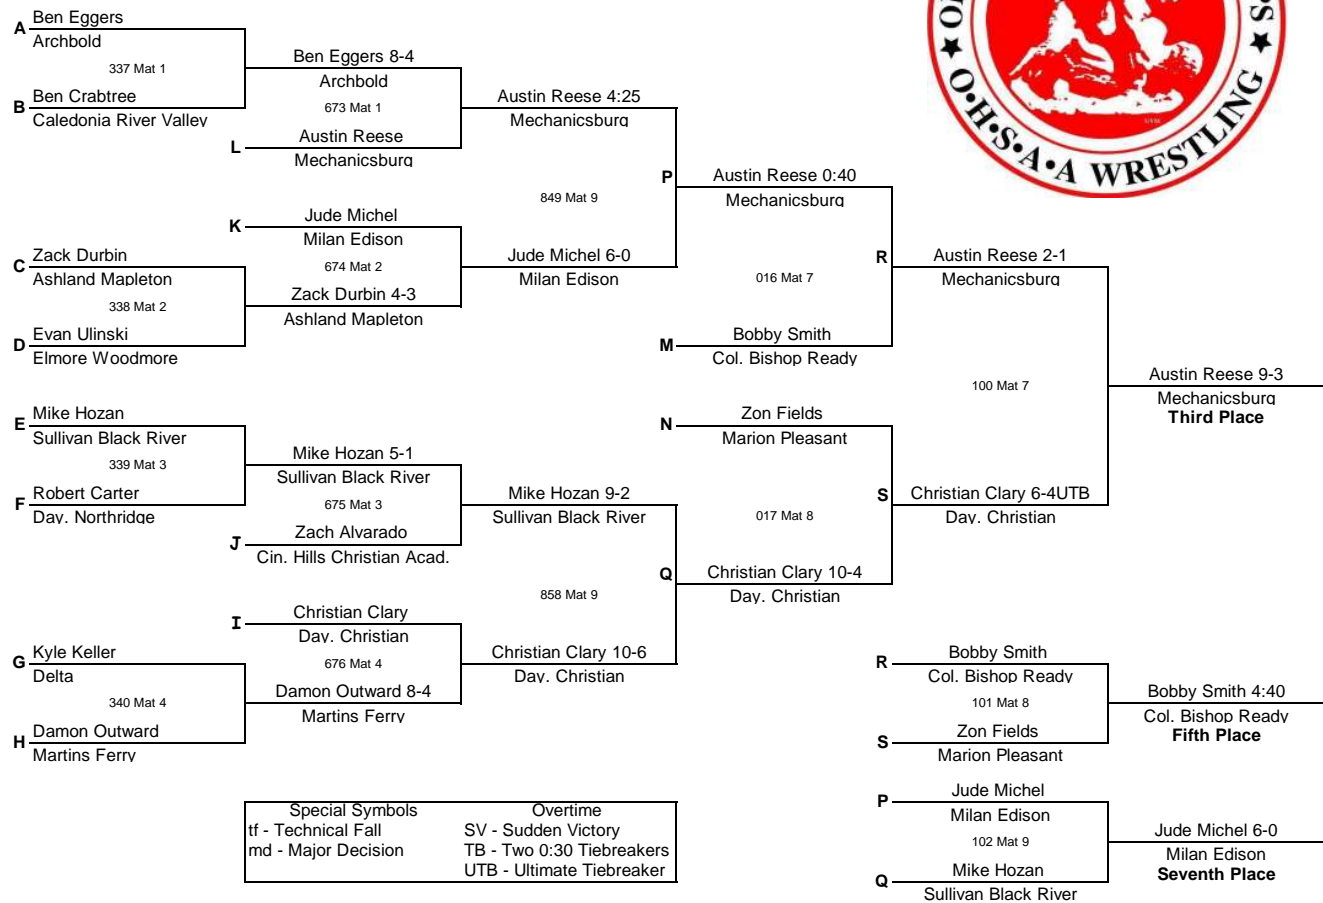 A Ben Eggers
Archbold
337 Mat 1
B Ben Crabtree
Caledonia River Valley
Ben Eggers 8-4
Archbold
673 Mat 1
L Austin Reese
Mechanicsburg
Austin Reese 4:25
Mechanicsburg
849 Mat 9
K Jude Michel
Milan Edison
674 Mat 2
C Zack Durbin
Ashland Mapleton
338 Mat 2
D Evan Ulinski
Elmore Woodmore
Zack Durbin 4-3
Ashland Mapleton
Jude Michel 6-0
Milan Edison
P Austin Reese 0:40
Mechanicsburg
016 Mat 7
M Bobby Smith
Col. Bishop Ready
R Austin Reese 2-1
Mechanicsburg
100 Mat 7
Austin Reese 9-3
Mechanicsburg
Third Place
E Mike Hozan
Sullivan Black River
339 Mat 3
F Robert Carter
Day. Northridge
Mike Hozan 5-1
Sullivan Black River
675 Mat 3
J Zach Alvarado
Cin. Hills Christian Acad.
Mike Hozan 9-2
Sullivan Black River
858 Mat 9
I Christian Clary
Day. Christian
676 Mat 4
G Kyle Keller
Delta
340 Mat 4
H Damon Outward
Martins Ferry
Damon Outward 8-4
Martins Ferry
Christian Clary 10-6
Day. Christian
N Zon Fields
Marion Pleasant
017 Mat 8
Q Christian Clary 10-4
Day. Christian
S Christian Clary 6-4UTB
Day. Christian
R Bobby Smith
Col. Bishop Ready
101 Mat 8
S Zon Fields
Marion Pleasant
Bobby Smith 4:40
Col. Bishop Ready
Fifth Place
P Jude Michel
Milan Edison
102 Mat 9
Q Mike Hozan
Sullivan Black River
Jude Michel 6-0
Milan Edison
Seventh Place
Special Symbols
tf - Technical Fall
md - Major Decision
Overtime
SV - Sudden Victory
TB - Two 0:30 Tiebreakers
UTB - Ultimate Tiebreaker
★ O•H•S•A•A WRESTLING ★